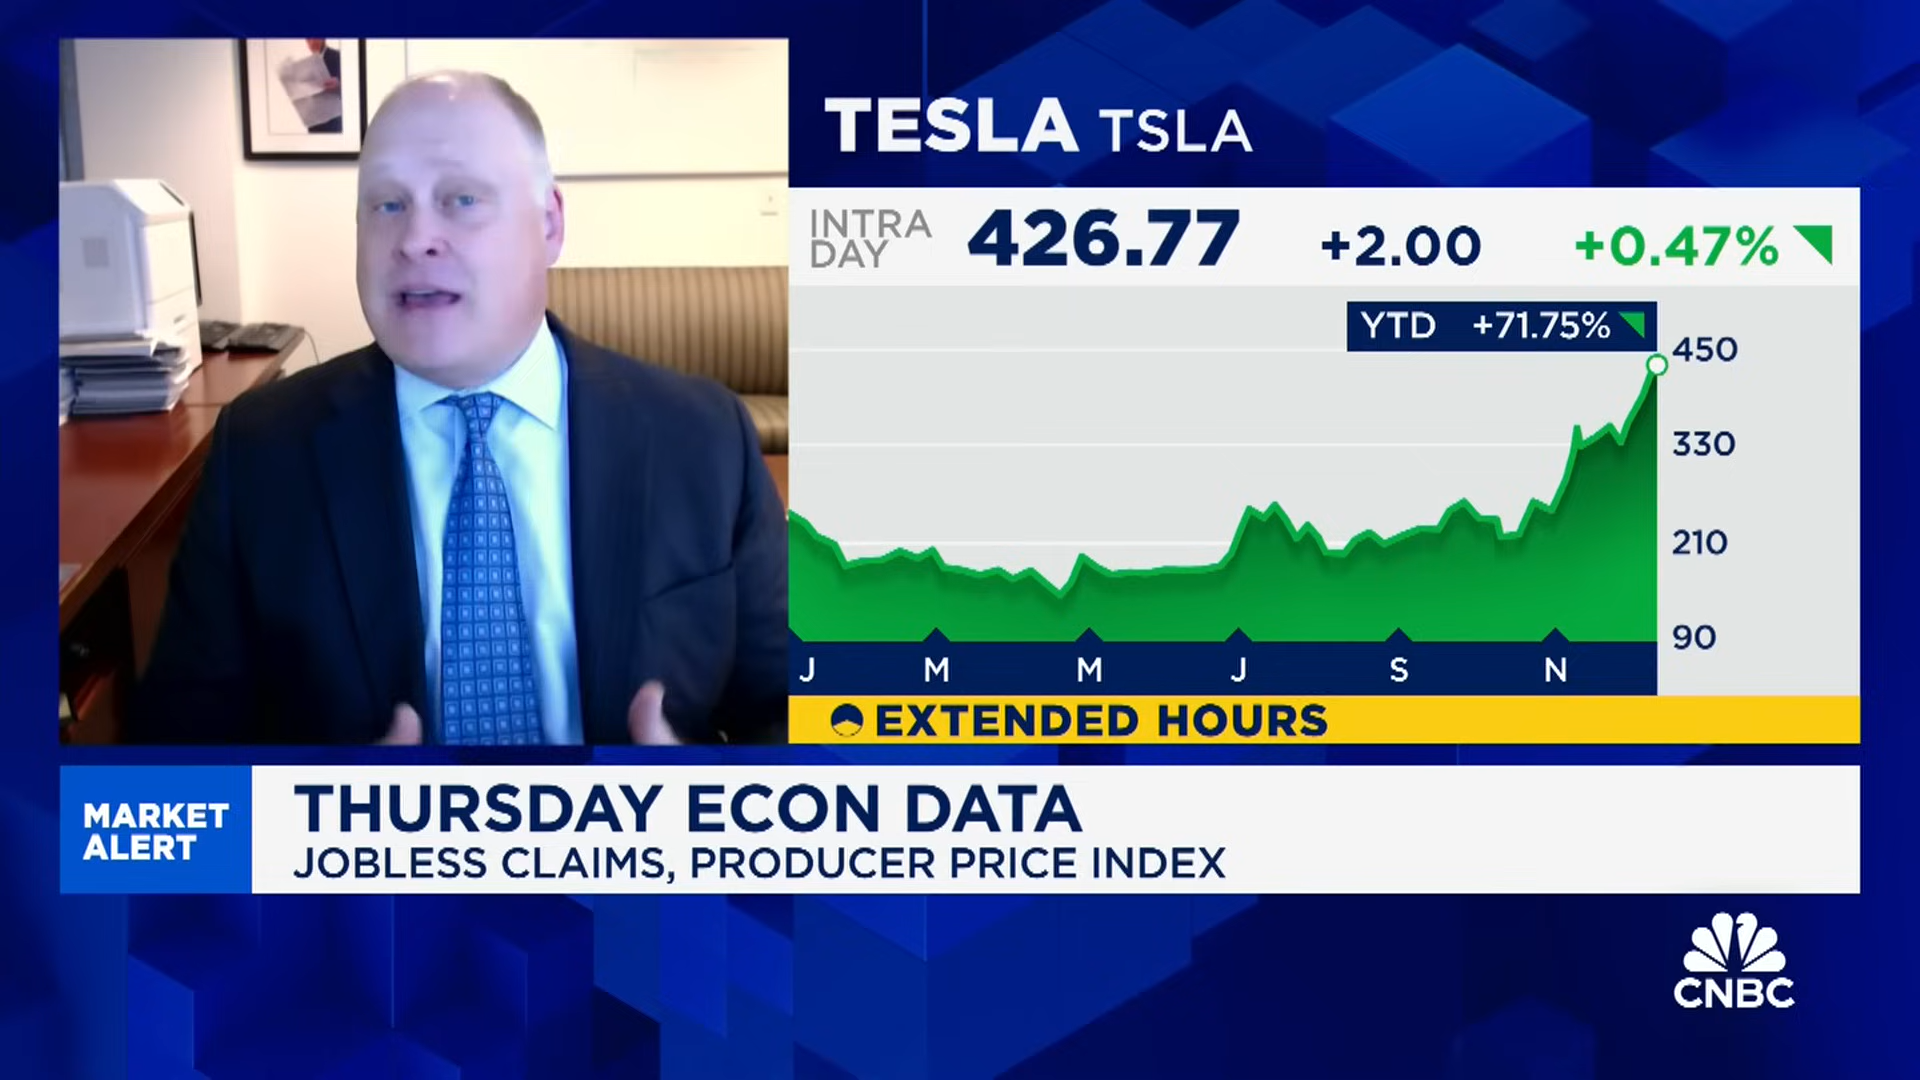 TESLA TSLA
INTRA
DAY
426.77 +2.00 +0.47%
YTD +71.75%
450
330
210
90
J M M J S N
EXTENDED HOURS
MARKET
ALERT
THURSDAY ECON DATA
JOBLESS CLAIMS, PRODUCER PRICE INDEX
CNBC